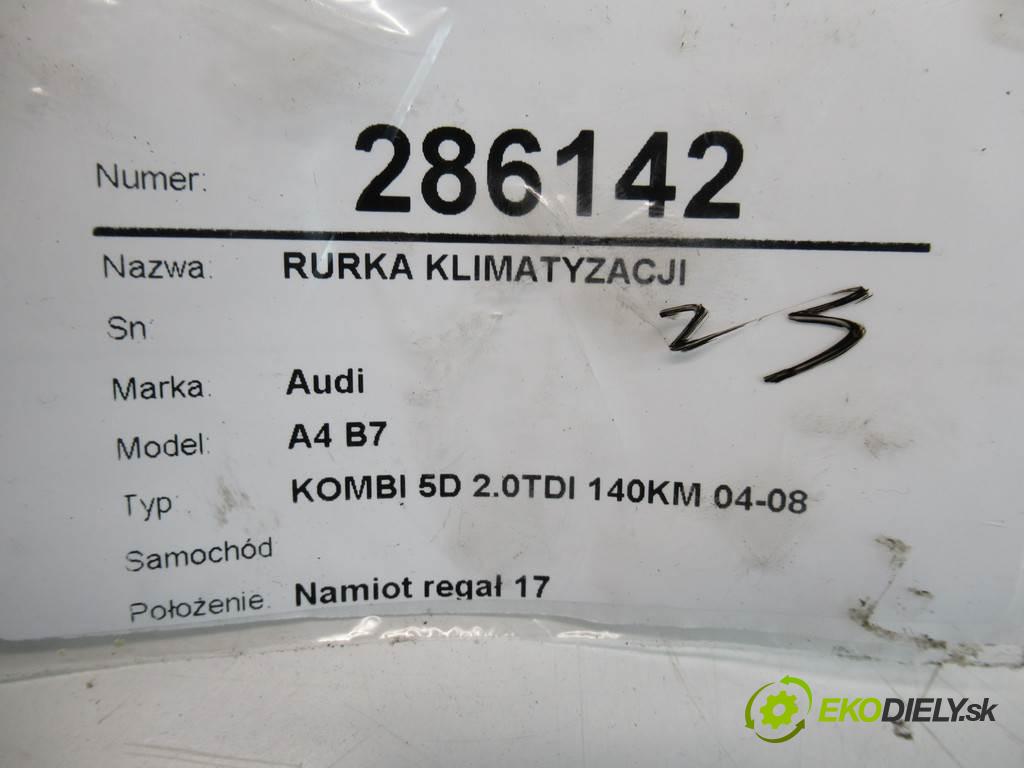 Numer: 286142
Nazwa: RURKA KLIMATYZACJI
Sn:
25
Marka: Audi
Model: A4 B7
Typ: KOMBI 5D 2.0TDI 140KM 04-08
Samochód
Położenie: Namiot regał 17
EKODIELY.sk